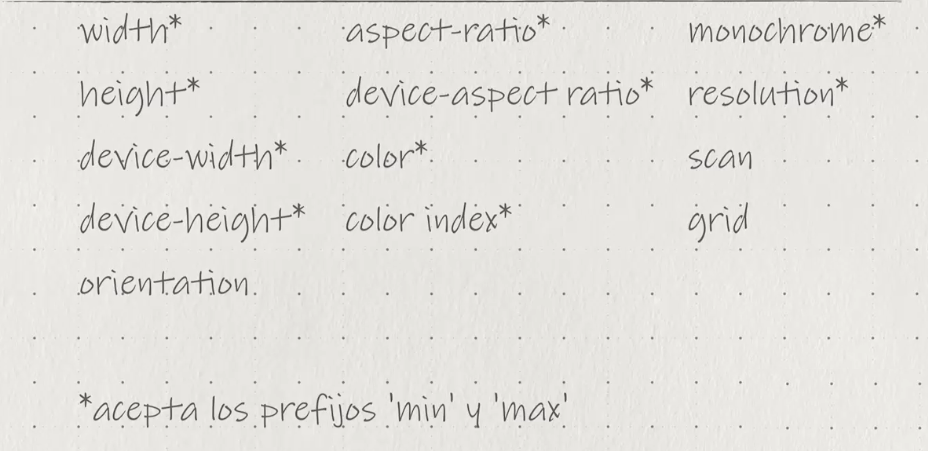 width*
height*
device-width*
device-height*
orientation
aspect-ratio*
device-aspect ratio*
color*
color index*
monochrome*
resolution*
scan
grid
*acepta los prefijos 'min' y 'max'